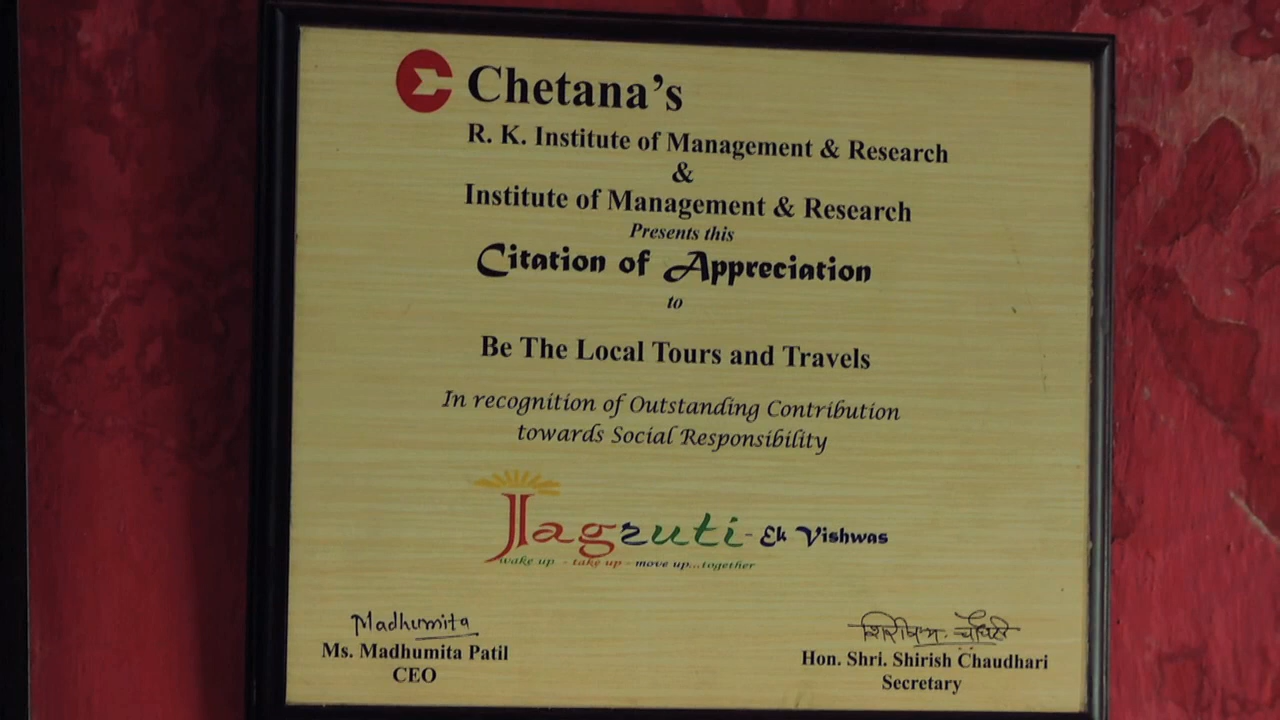 Chetana's
R. K. Institute of Management & Research
&
Institute of Management & Research
Presents this
Citation of Appreciation
to
Be The Local Tours and Travels
In recognition of Outstanding Contribution
towards Social Responsibility
Jagruti - Ek Vishwas
wake up - take up - move up...together
Madhumita
Ms. Madhumita Patil
CEO
शिरीष म. चौधरी
Hon. Shri. Shirish Chaudhari
Secretary